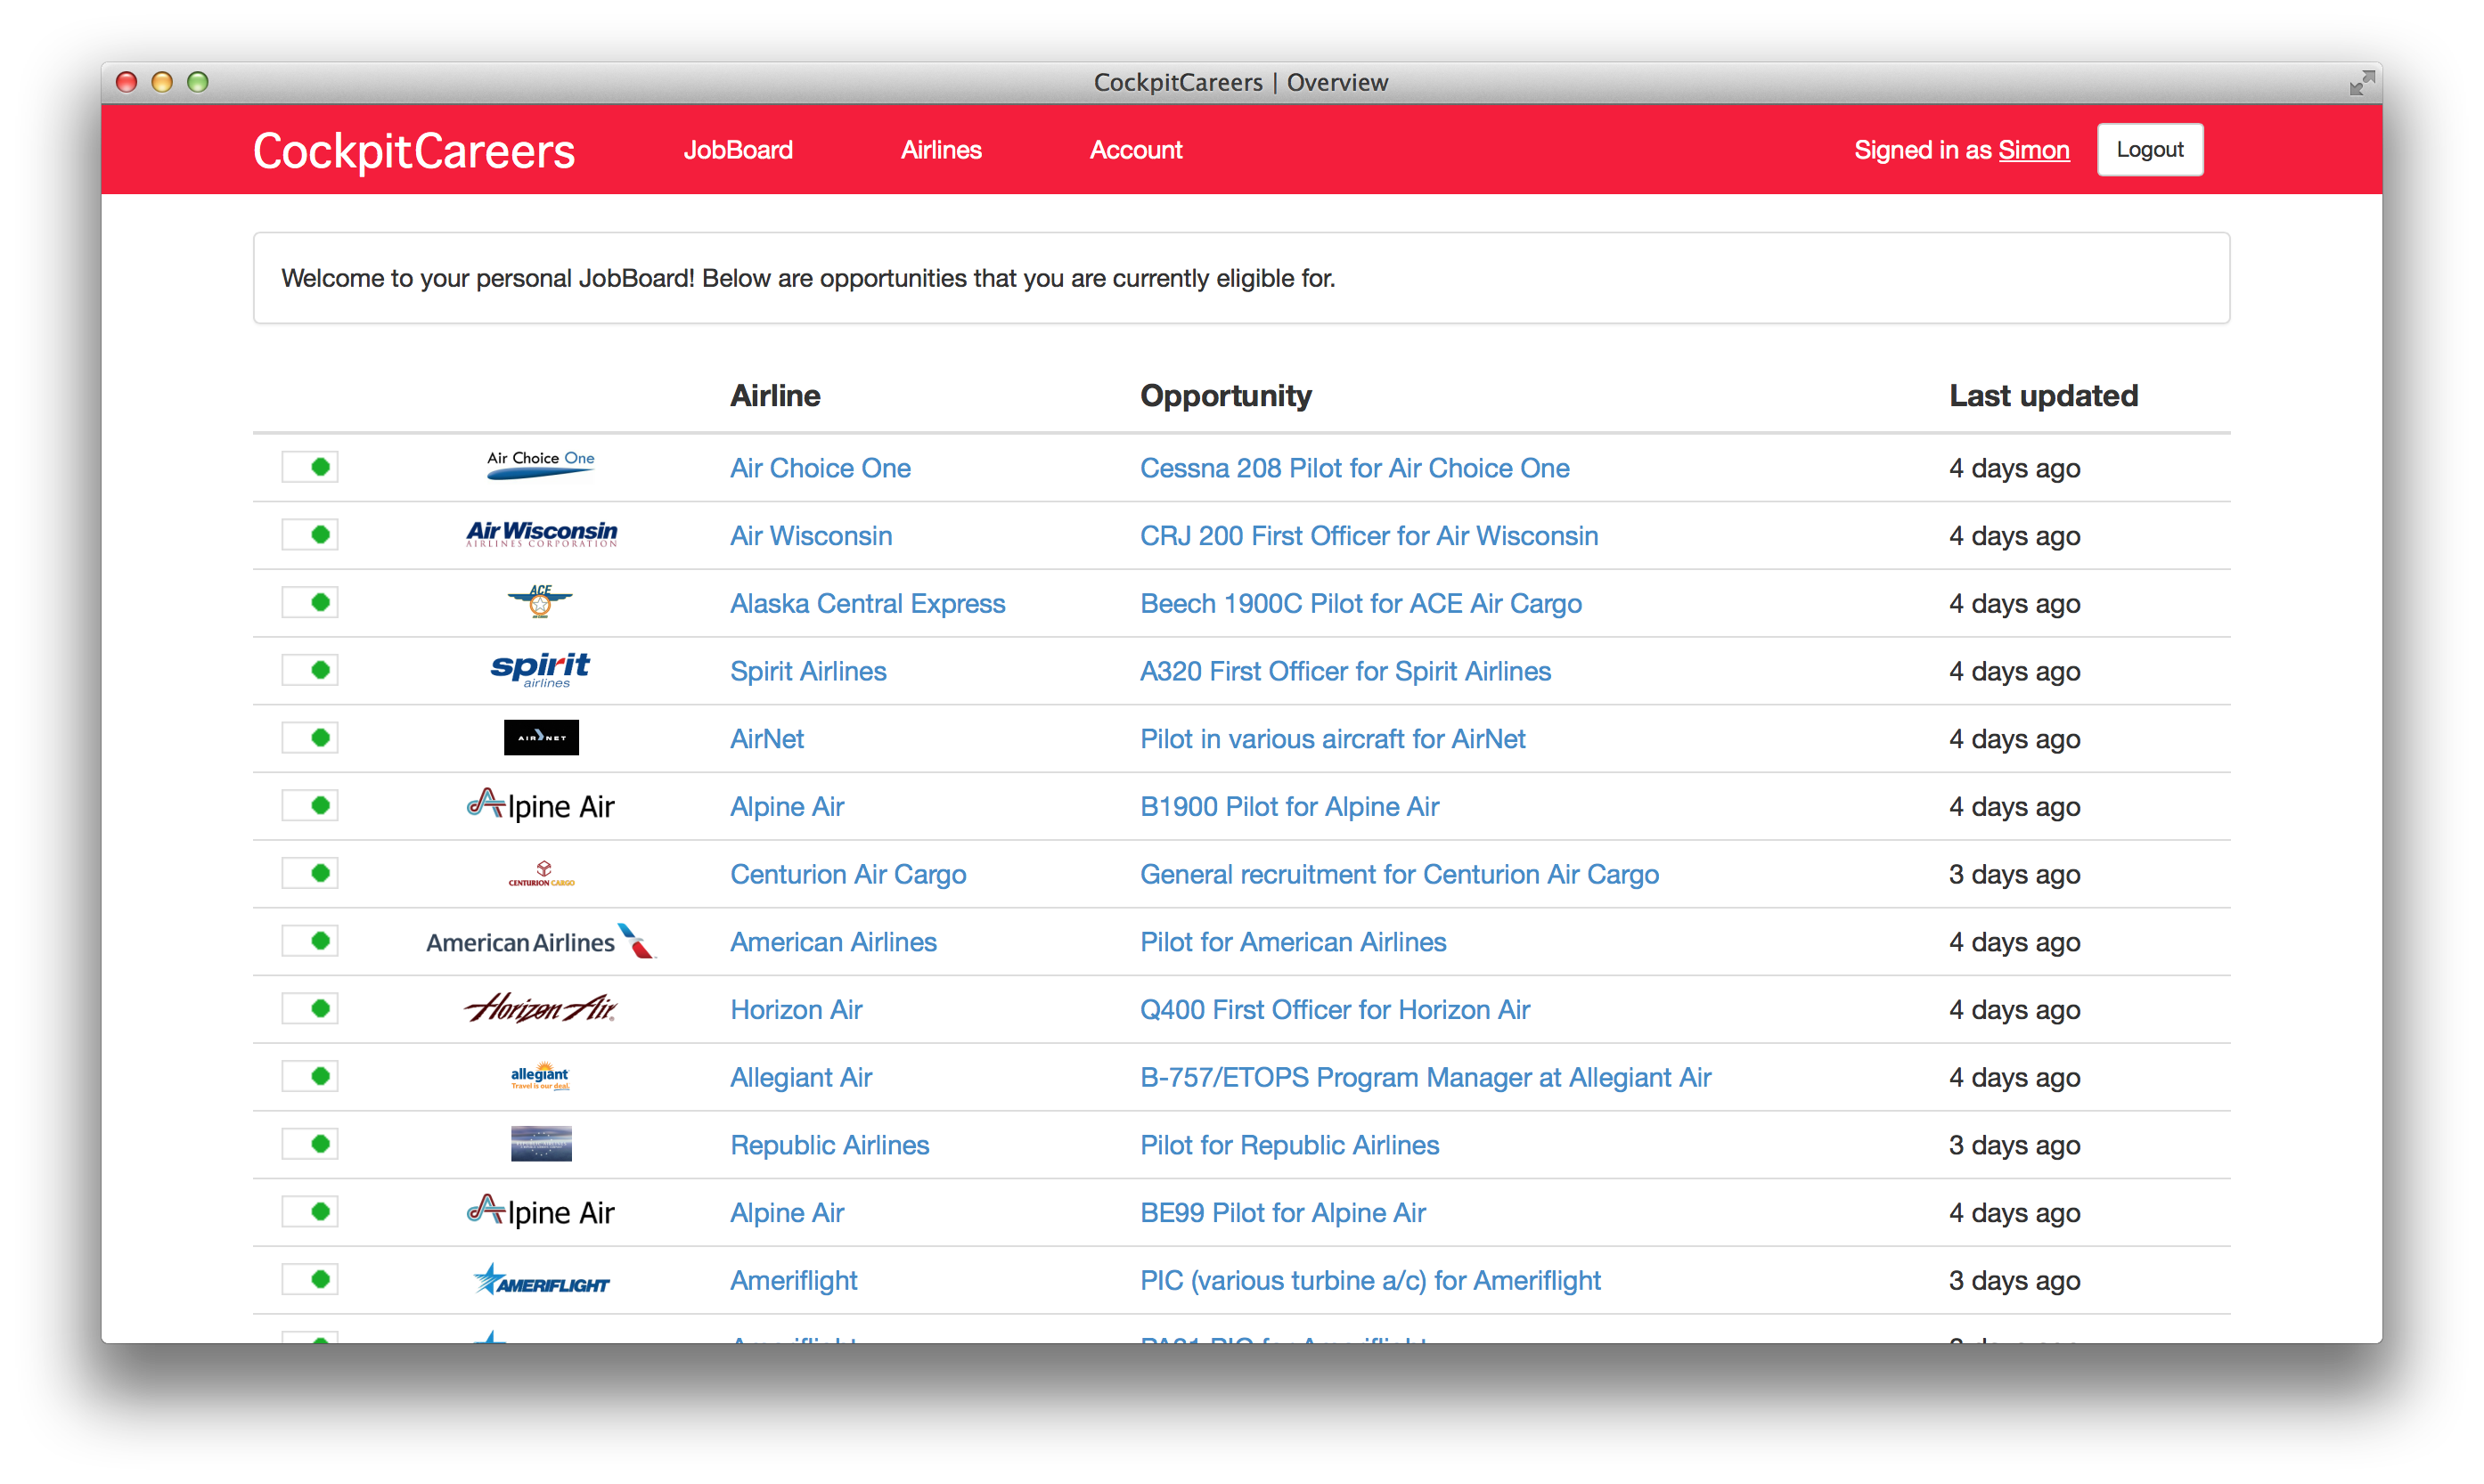 CockpitCareers | Overview
CockpitCareers JobBoard Airlines Account Signed in as Simon Logout
Welcome to your personal JobBoard! Below are opportunities that you are currently eligible for.
Airline Opportunity Last updated
Air Choice One Air Choice One Cessna 208 Pilot for Air Choice One 4 days ago
Air Wisconsin Air Wisconsin CRJ 200 First Officer for Air Wisconsin 4 days ago
AIRLINES CORPORATION
ACE Alaska Central Express Beech 1900C Pilot for ACE Air Cargo 4 days ago
spirit Spirit Airlines A320 First Officer for Spirit Airlines 4 days ago
airlines
AIRNET AirNet Pilot in various aircraft for AirNet 4 days ago
Alpine Air Alpine Air B1900 Pilot for Alpine Air 4 days ago
CENTURION CARGO Centurion Air Cargo General recruitment for Centurion Air Cargo 3 days ago
American Airlines American Airlines Pilot for American Airlines 4 days ago
Horizon Air Horizon Air Q400 First Officer for Horizon Air 4 days ago
allegiant Allegiant Air B-757/ETOPS Program Manager at Allegiant Air 4 days ago
Travel is our deal.
Republic Airlines Pilot for Republic Airlines 3 days ago
Alpine Air Alpine Air BE99 Pilot for Alpine Air 4 days ago
AMERIFLIGHT Ameriflight PIC (various turbine a/c) for Ameriflight 3 days ago